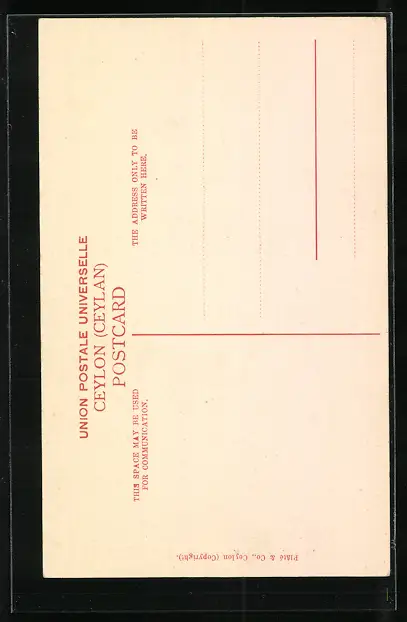 UNION POSTALE UNIVERSELLE
CEYLON (CEYLAN)
POSTCARD
THIS SPACE MAY BE USED
FOR COMMUNICATION.
THE ADDRESS ONLY TO BE
WRITTEN HERE.
Plâté & Co., Ceylon (Copyright).